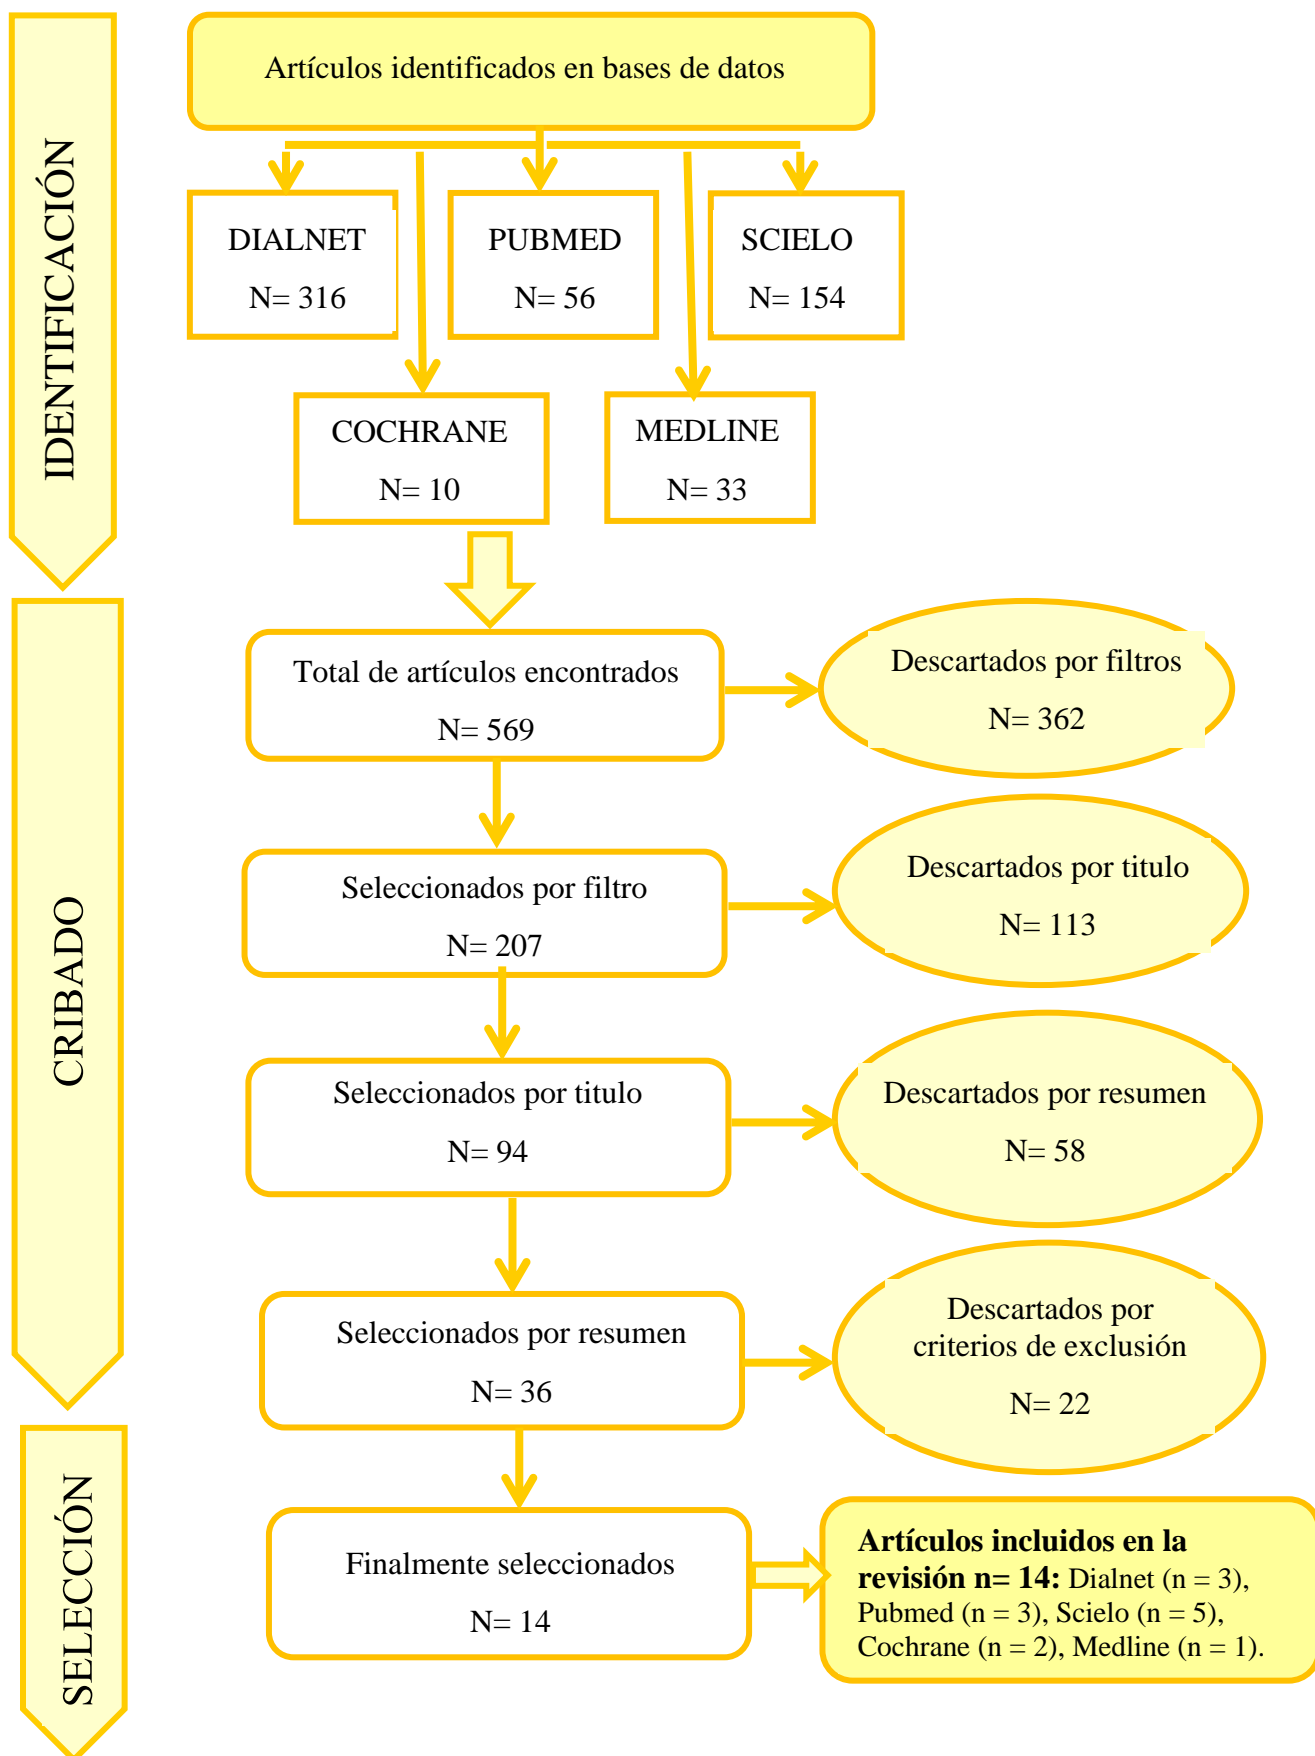 IDENTIFICACIÓN
Artículos identificados en bases de datos
DIALNET
N= 316
PUBMED
N= 56
SCIELO
N= 154
COCHRANE
N= 10
MEDLINE
N= 33
CRIBADO
Total de artículos encontrados
N= 569
Descartados por filtros
N= 362
Seleccionados por filtro
N= 207
Descartados por titulo
N= 113
Seleccionados por titulo
N= 94
Descartados por resumen
N= 58
Seleccionados por resumen
N= 36
Descartados por
criterios de exclusión
N= 22
SELECCIÓN
Finalmente seleccionados
N= 14
Artículos incluidos en la
revisión n= 14: Dialnet (n = 3),
Pubmed (n = 3), Scielo (n = 5),
Cochrane (n = 2), Medline (n = 1).